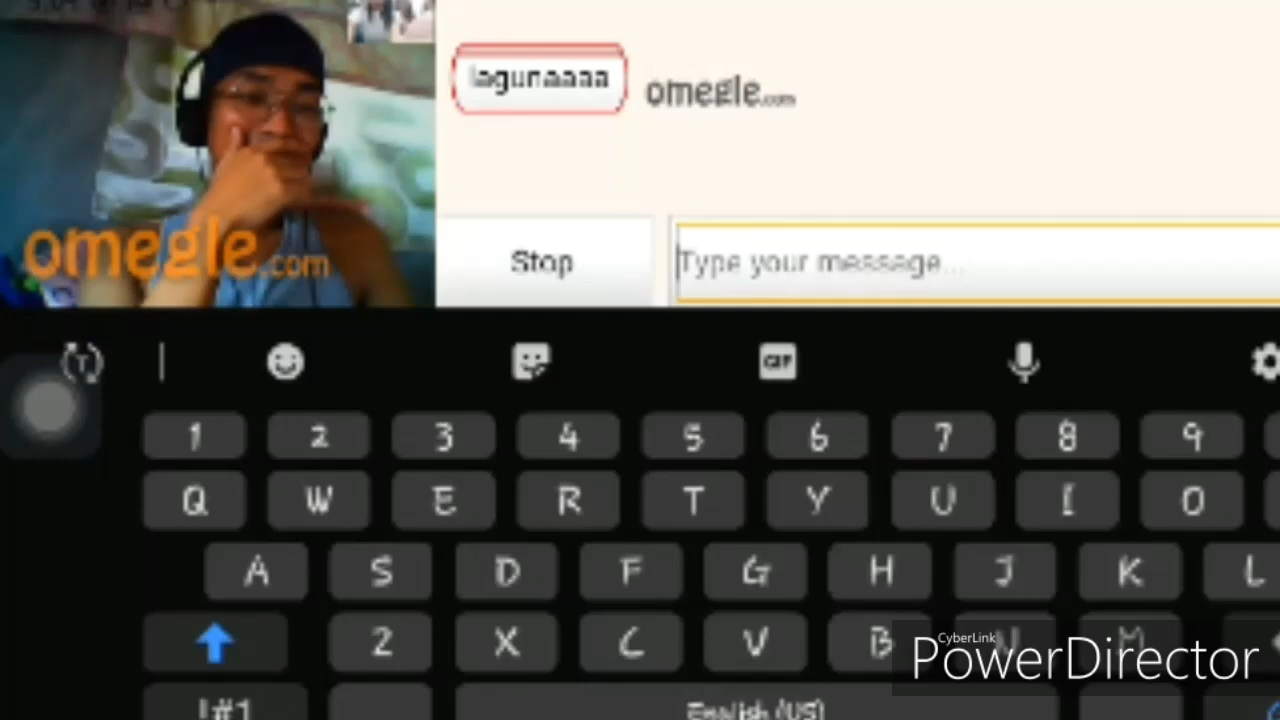 lagunaaaa
omegle.com
omegle.com
Stop
Type your message...
T
GIF
1 2 3 4 5 6 7 8 9
Q W E R T Y U I O
A S D F G H J K L
Z X C V B N M
!#1
English (US)
CyberLink
PowerDirector